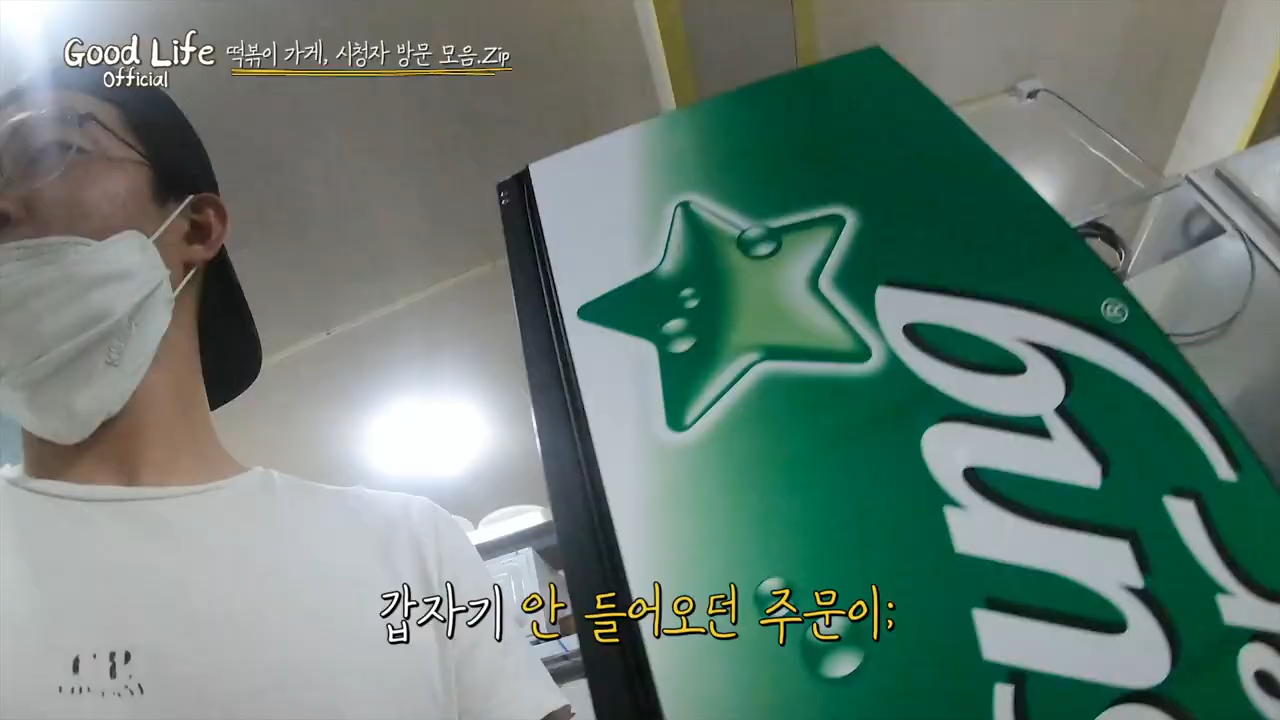 Good Life
Official
떡볶이 가게, 시청자 방문 모음.Zip
갑자기 안 들어오던 주문이;
ung
®